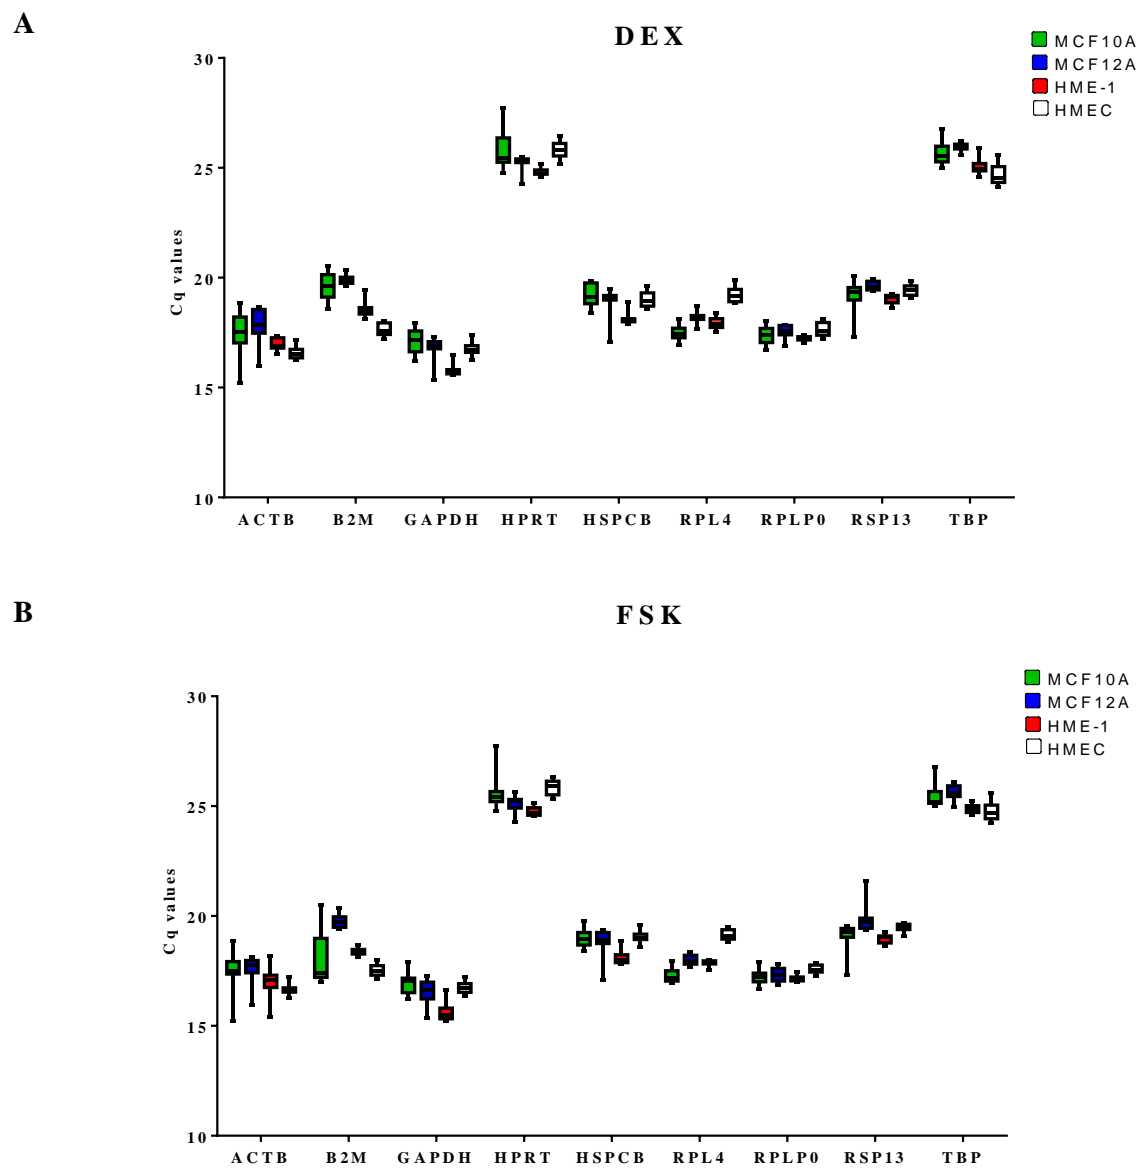 A
DEX
MCF10A
MCF12A
HME-1
HMEC
30
25
20
15
10
Cq values
ACTB B2M GAPDH HPRT HSPCB RPL4 RPLP0 RSP13 TBP
B
FSK
MCF10A
MCF12A
HME-1
HMEC
30
25
20
15
10
Cq values
ACTB B2M GAPDH HPRT HSPCB RPL4 RPLP0 RSP13 TBP